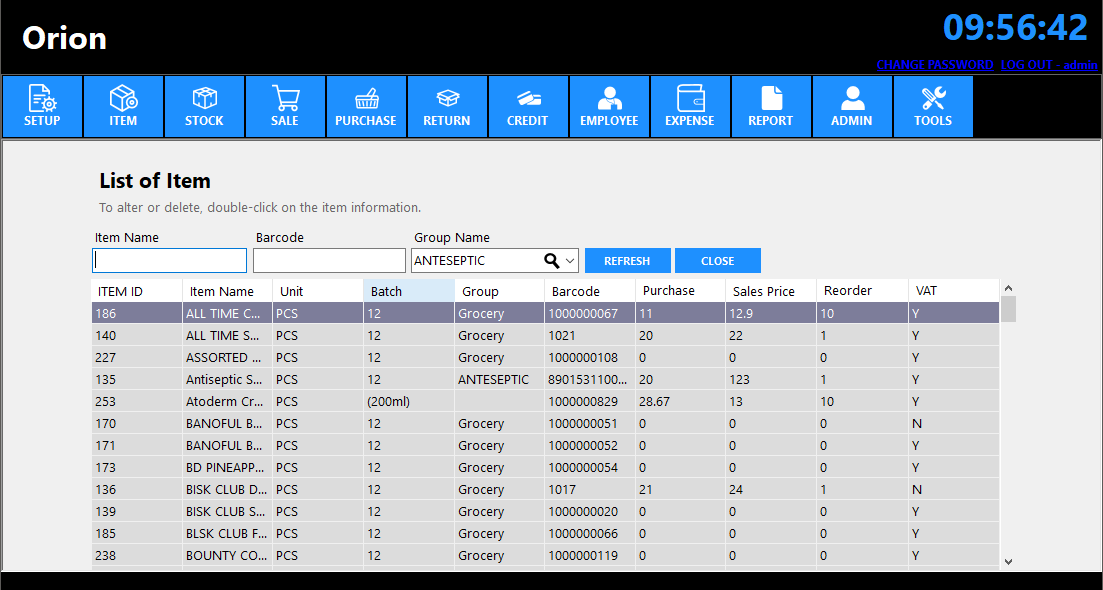 Orion
09:56:42
CHANGE PASSWORD LOG OUT - admin
SETUP ITEM STOCK SALE PURCHASE RETURN CREDIT EMPLOYEE EXPENSE REPORT ADMIN TOOLS
List of Item
To alter or delete, double-click on the item information.
Item Name Barcode Group Name
ANTESEPTIC REFRESH CLOSE
ITEM ID Item Name Unit Batch Group Barcode Purchase Sales Price Reorder VAT
186 ALL TIME C... PCS 12 Grocery 1000000067 11 12.9 10 Y
140 ALL TIME S... PCS 12 Grocery 1021 20 22 1 Y
227 ASSORTED ... PCS 12 Grocery 1000000108 0 0 0 Y
135 Antiseptic S... PCS 12 ANTESEPTIC 8901531100... 20 123 1 Y
253 Atoderm Cr... PCS (200ml) 1000000829 28.67 13 10 Y
170 BANOFUL B... PCS 12 Grocery 1000000051 0 0 0 N
171 BANOFUL B... PCS 12 Grocery 1000000052 0 0 0 Y
173 BD PINEAPP... PCS 12 Grocery 1000000054 0 0 0 Y
136 BISK CLUB D... PCS 12 Grocery 1017 21 24 1 N
139 BISK CLUB S... PCS 12 Grocery 1000000020 0 0 0 Y
185 BLSK CLUB F... PCS 12 Grocery 1000000066 0 0 0 Y
238 BOUNTY CO... PCS 12 Grocery 1000000119 0 0 0 Y